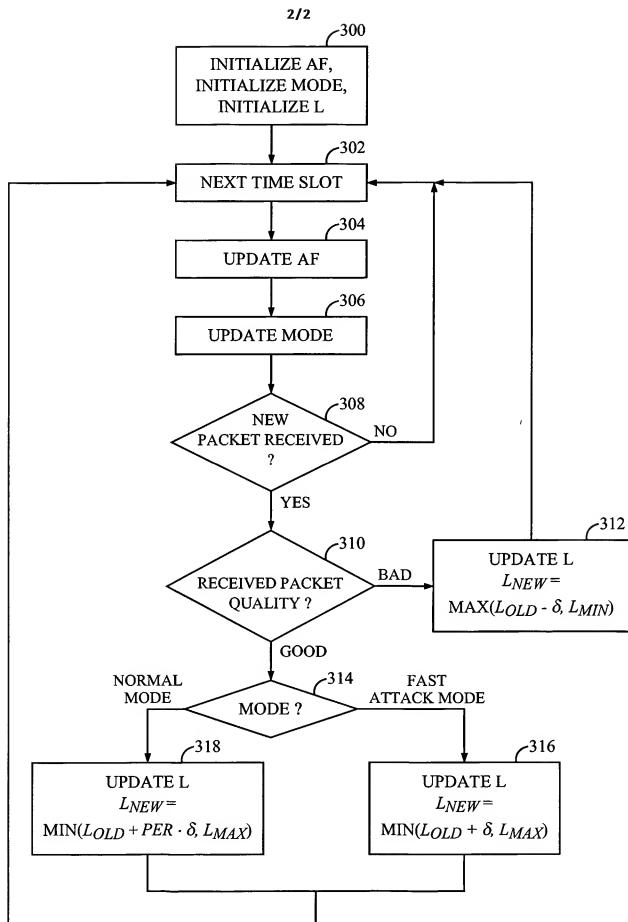 2/2
300
INITIALIZE AF,
INITIALIZE MODE,
INITIALIZE L
302
NEXT TIME SLOT
304
UPDATE AF
306
UPDATE MODE
308
NEW
PACKET RECEIVED
?
NO
YES
310
RECEIVED PACKET
QUALITY ?
BAD
312
UPDATE L
L_NEW =
MAX(L_OLD - δ, L_MIN)
GOOD
314
MODE ?
NORMAL
MODE
FAST
ATTACK MODE
318
UPDATE L
L_NEW =
MIN(L_OLD + PER · δ, L_MAX)
316
UPDATE L
L_NEW =
MIN(L_OLD + δ, L_MAX)